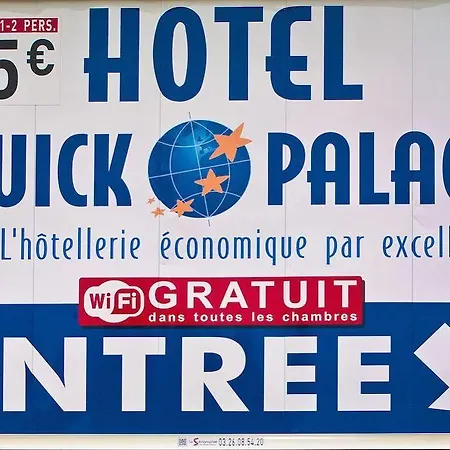 1-2 PERS.
5€
HOTEL
UICK PALAC
L'hôtellerie économique par excell
WiFi GRATUIT
dans toutes les chambres
NTREE
03.26.08.54.20